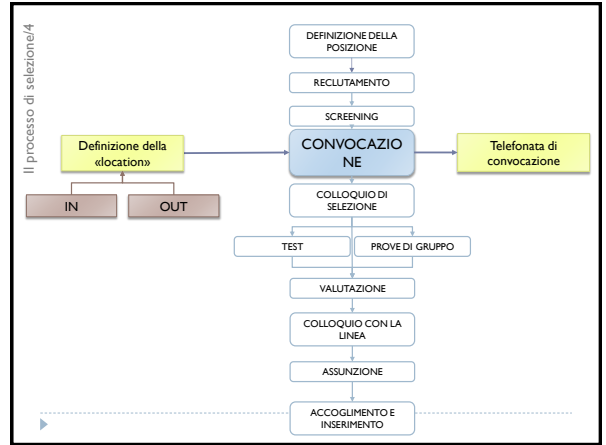 Il processo di selezione/4
DEFINIZIONE DELLA
POSIZIONE
RECLUTAMENTO
SCREENING
Definizione della
«location»
CONVOCAZIO
NE
Telefonata di
convocazione
IN
OUT
COLLOQUIO DI
SELEZIONE
TEST
PROVE DI GRUPPO
VALUTAZIONE
COLLOQUIO CON LA
LINEA
ASSUNZIONE
ACCOGLIMENTO E
INSERIMENTO